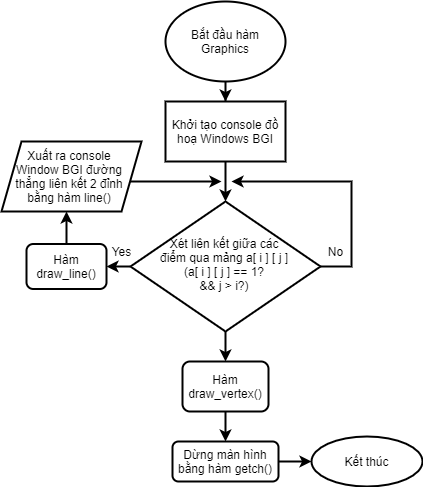 Bắt đầu hàm
Graphics
Khởi tạo console đồ
hoạ Windows BGI
Xuất ra console
Window BGI đường
thẳng liên kết 2 đỉnh
bằng hàm line()
Xét liên kết giữa các
điểm qua mảng a[ i ] [ j ]
(a[ i ] [ j ] == 1?
&& j > i?)
Yes
No
Hàm
draw_line()
Hàm
draw_vertex()
Dừng màn hình
bằng hàm getch()
Kết thúc